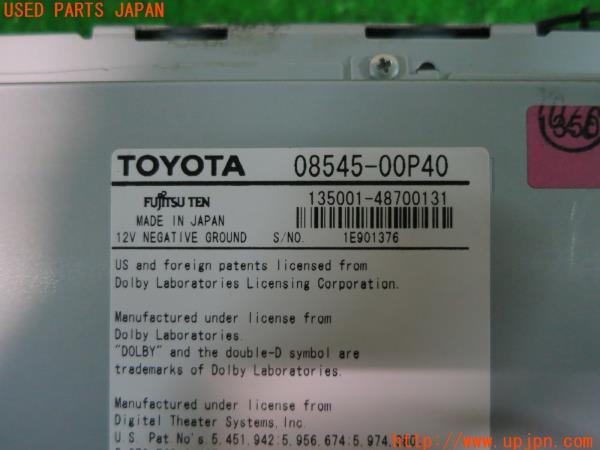 USED PARTS JAPAN
TOYOTA 08545-00P40
FUJITSU TEN 135001-48700131
MADE IN JAPAN
12V NEGATIVE GROUND S/NO. 1E901376
US and foreign patents licensed from
Dolby Laboratories Licensing Corporation.
Manufactured under license from
Dolby Laboratories.
"DOLBY" and the double-D symbol are
trademarks of Dolby Laboratories.
Manufactured under license from
Digital Theater Systems, Inc.
U.S. Pat No's 5,451,942;5,956,674;5,974,380;
http://www.upjpn.com/